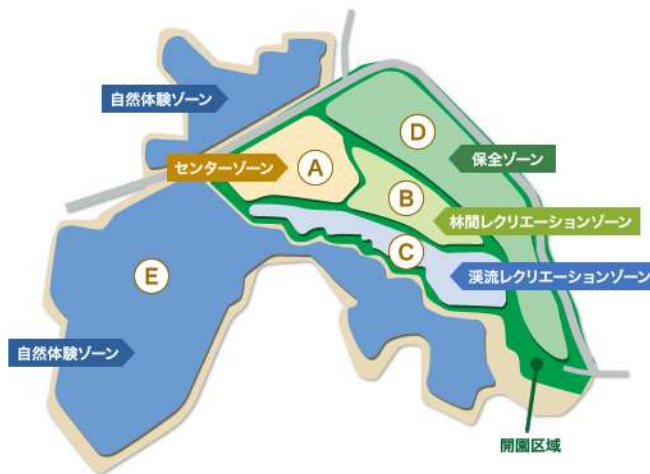 自然体験ゾーン
D
保全ゾーン
センターゾーン
A
B
林間レクリエーションゾーン
C
渓流レクリエーションゾーン
E
自然体験ゾーン
開園区域